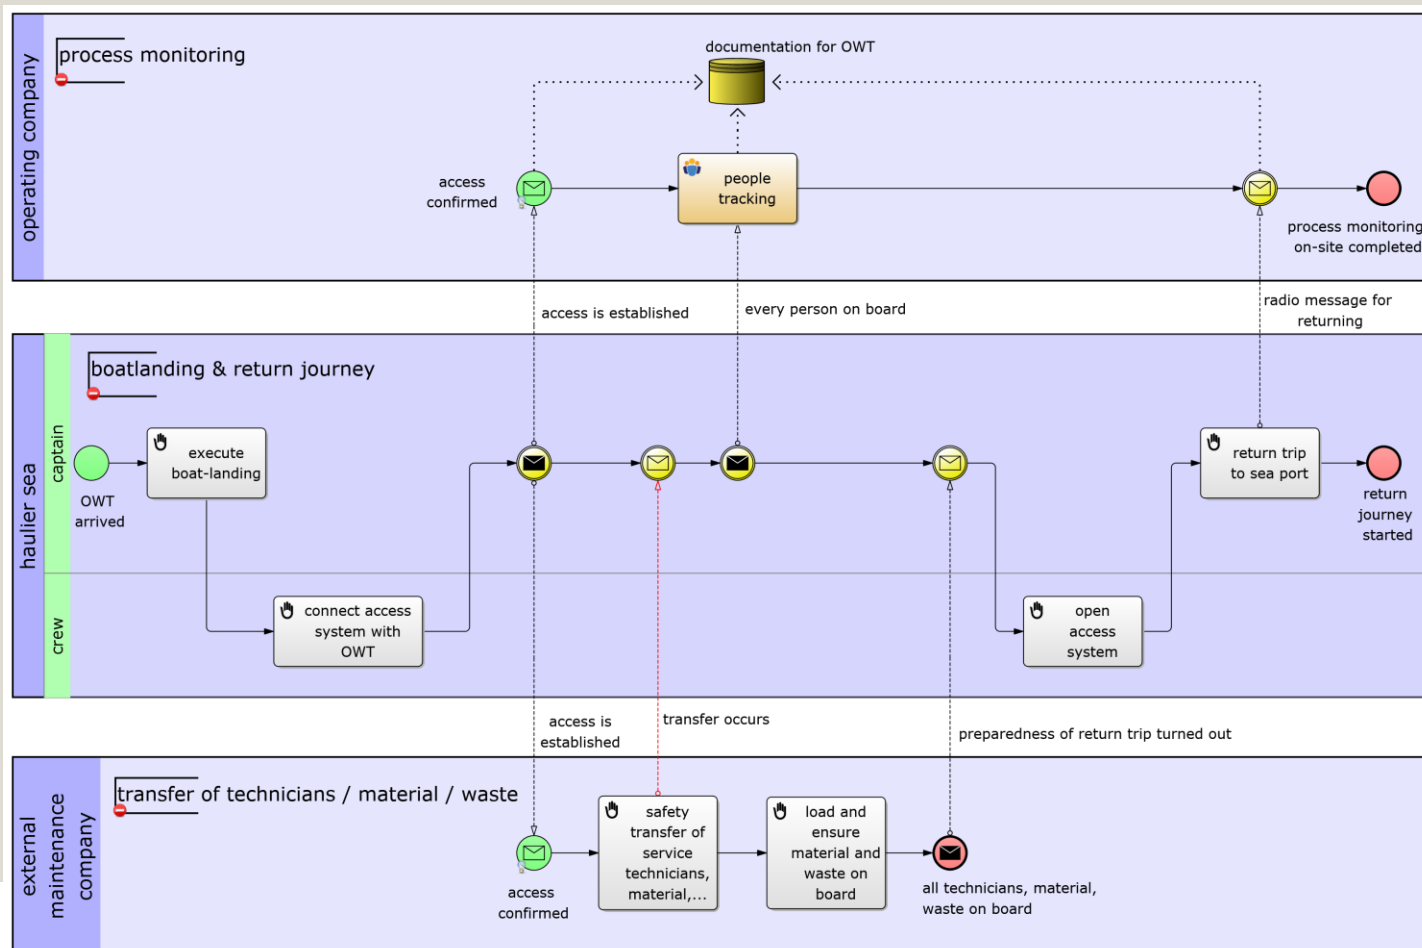 operating company
process monitoring
documentation for OWT
access
confirmed
people
tracking
process monitoring
on-site completed
access is established
every person on board
radio message for
returning
haulier sea
captain
boatlanding & return journey
OWT
arrived
execute
boat-landing
return trip
to sea port
return
journey
started
crew
connect access
system with
OWT
open
access
system
access is
established
transfer occurs
preparedness of return trip turned out
external
maintenance
company
transfer of technicians / material / waste
access
confirmed
safety
transfer of
service
technicians,
material,...
load and
ensure
material and
waste on
board
all technicians, material,
waste on board